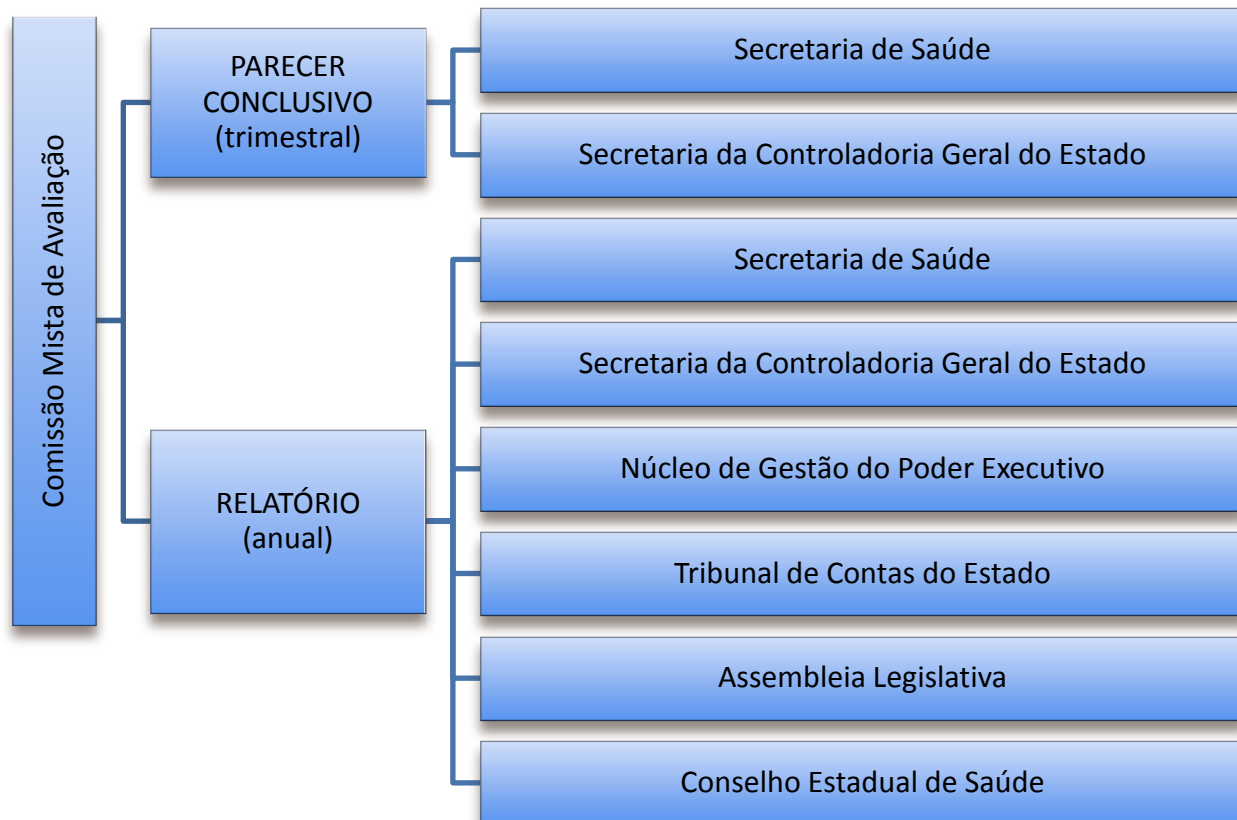 Comissão Mista de Avaliação
PARECER
CONCLUSIVO
(trimestral)
Secretaria de Saúde
Secretaria da Controladoria Geral do Estado
RELATÓRIO
(anual)
Secretaria de Saúde
Secretaria da Controladoria Geral do Estado
Núcleo de Gestão do Poder Executivo
Tribunal de Contas do Estado
Assembleia Legislativa
Conselho Estadual de Saúde